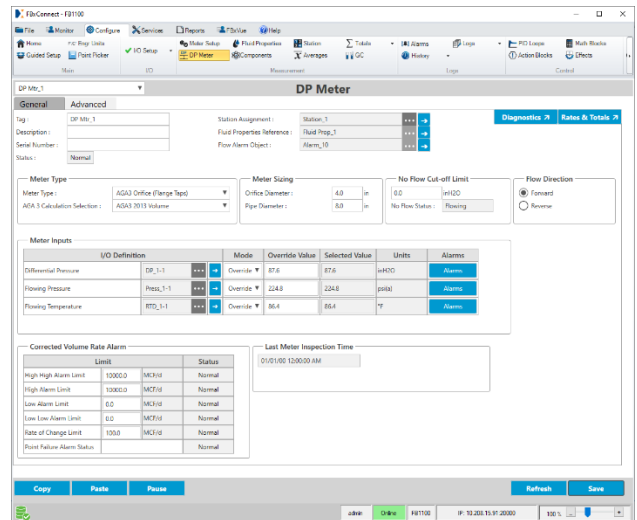 FBxConnect - FB1100
File Monitor Configure Services Reports FBxVue Help
Home Engr Units I/O Setup Meter Setup Fluid Properties Station Totals Alarms Logs PID Loops Math Blocks
Guided Setup Point Picker DP Meter Components Averages GC History Action Blocks Effects
Main I/O Measurement Logs Control
DP Mtr_1
DP Meter
General Advanced
Diagnostics Rates & Totals
Tag : DP Mtr_1 Station Assignment : Station_1
Description : Fluid Properties Reference : Fluid Prop_1
Serial Number : Flow Alarm Object : Alarm_10
Status : Normal
Meter Type Meter Sizing No Flow Cut-off Limit Flow Direction
Meter Type : AGA3 Orifice (Flange Taps) Orifice Diameter : 4.0 in 0.0 inH2O Forward
AGA 3 Calculation Selection : AGA3 2013 Volume Pipe Diameter : 8.0 in No Flow Status : Flowing Reverse
Meter Inputs
I/O Definition Mode Override Value Selected Value Units Alarms
Differential Pressure DP_1-1 Override 87.6 87.6 inH2O Alarms
Flowing Pressure Press_1-1 Override 224.8 224.8 psi(a) Alarms
Flowing Temperature RTD_1-1 Override 86.4 86.4 °F Alarms
Corrected Volume Rate Alarm Last Meter Inspection Time
Limit Status 01/01/00 12:00:00 AM
High High Alarm Limit 10000.0 MCF/d Normal
High Alarm Limit 10000.0 MCF/d Normal
Low Alarm Limit 0.0 MCF/d Normal
Low Low Alarm Limit 0.0 MCF/d Normal
Rate of Change Limit 100.0 MCF/d Normal
Point Failure Alarm Status Normal
Copy Paste Pause Refresh Save
admin Online FB1100 IP: 10.208.15.91:20000 100 %